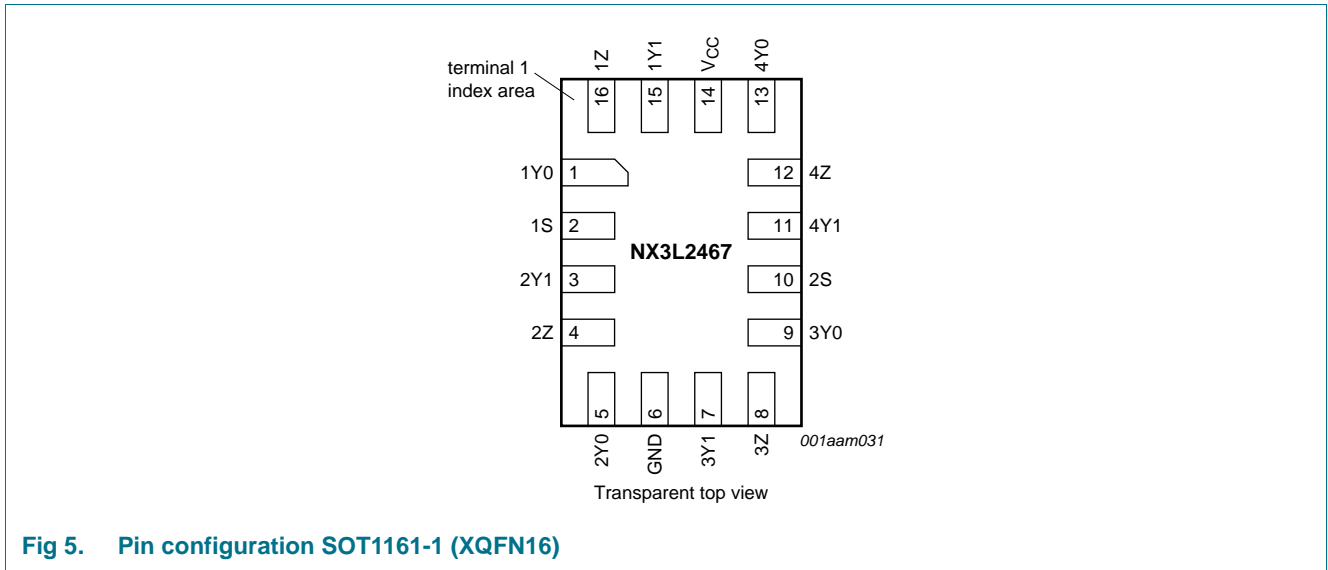 1Z 1Y1 VCC 4Y0
terminal 1
index area
16 15 14 13
1Y0 1 12 4Z
1S 2 11 4Y1
NX3L2467
2Y1 3 10 2S
2Z 4 9 3Y0
5 6 7 8
2Y0 GND 3Y1 3Z
001aam031
Transparent top view
Fig 5. Pin configuration SOT1161-1 (XQFN16)